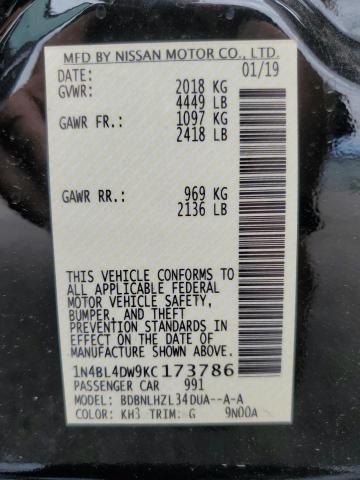 MFD BY NISSAN MOTOR CO., LTD.
DATE: 01/19
GVWR: 2018 KG
4449 LB
GAWR FR.: 1097 KG
2418 LB
GAWR RR.: 969 KG
2136 LB
THIS VEHICLE CONFORMS TO
ALL APPLICABLE FEDERAL
MOTOR VEHICLE SAFETY,
BUMPER, AND THEFT
PREVENTION STANDARDS IN
EFFECT ON THE DATE OF
MANUFACTURE SHOWN ABOVE.
1N4BL4DW9KC173786
PASSENGER CAR 991
MODEL: BDBNLHZL34DUA--A-A
COLOR: KH3 TRIM: G 9N00A